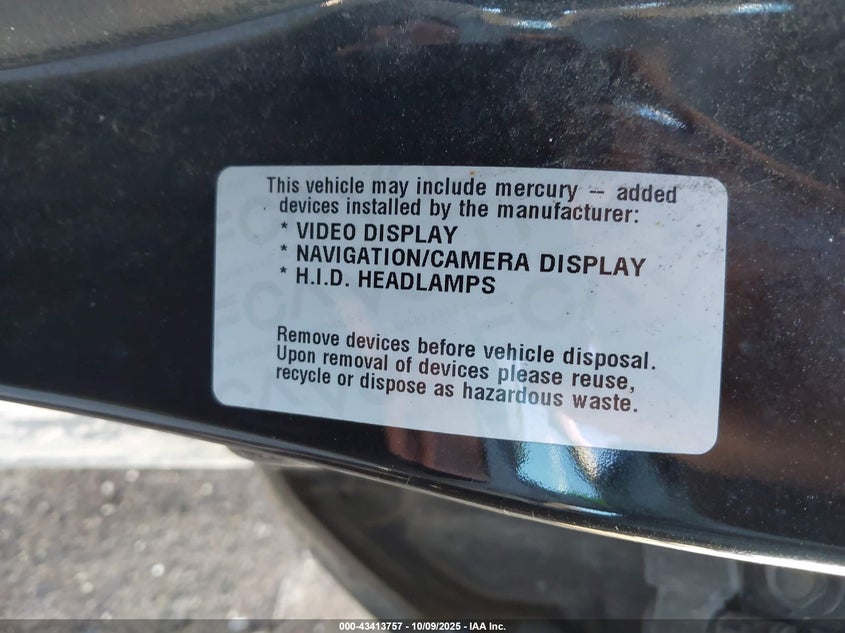 This vehicle may include mercury — added
devices installed by the manufacturer:
* VIDEO DISPLAY
* NAVIGATION/CAMERA DISPLAY
* H.I.D. HEADLAMPS
Remove devices before vehicle disposal.
Upon removal of devices please reuse,
recycle or dispose as hazardous waste.
000-43413757 - 10/09/2025 - IAA Inc.